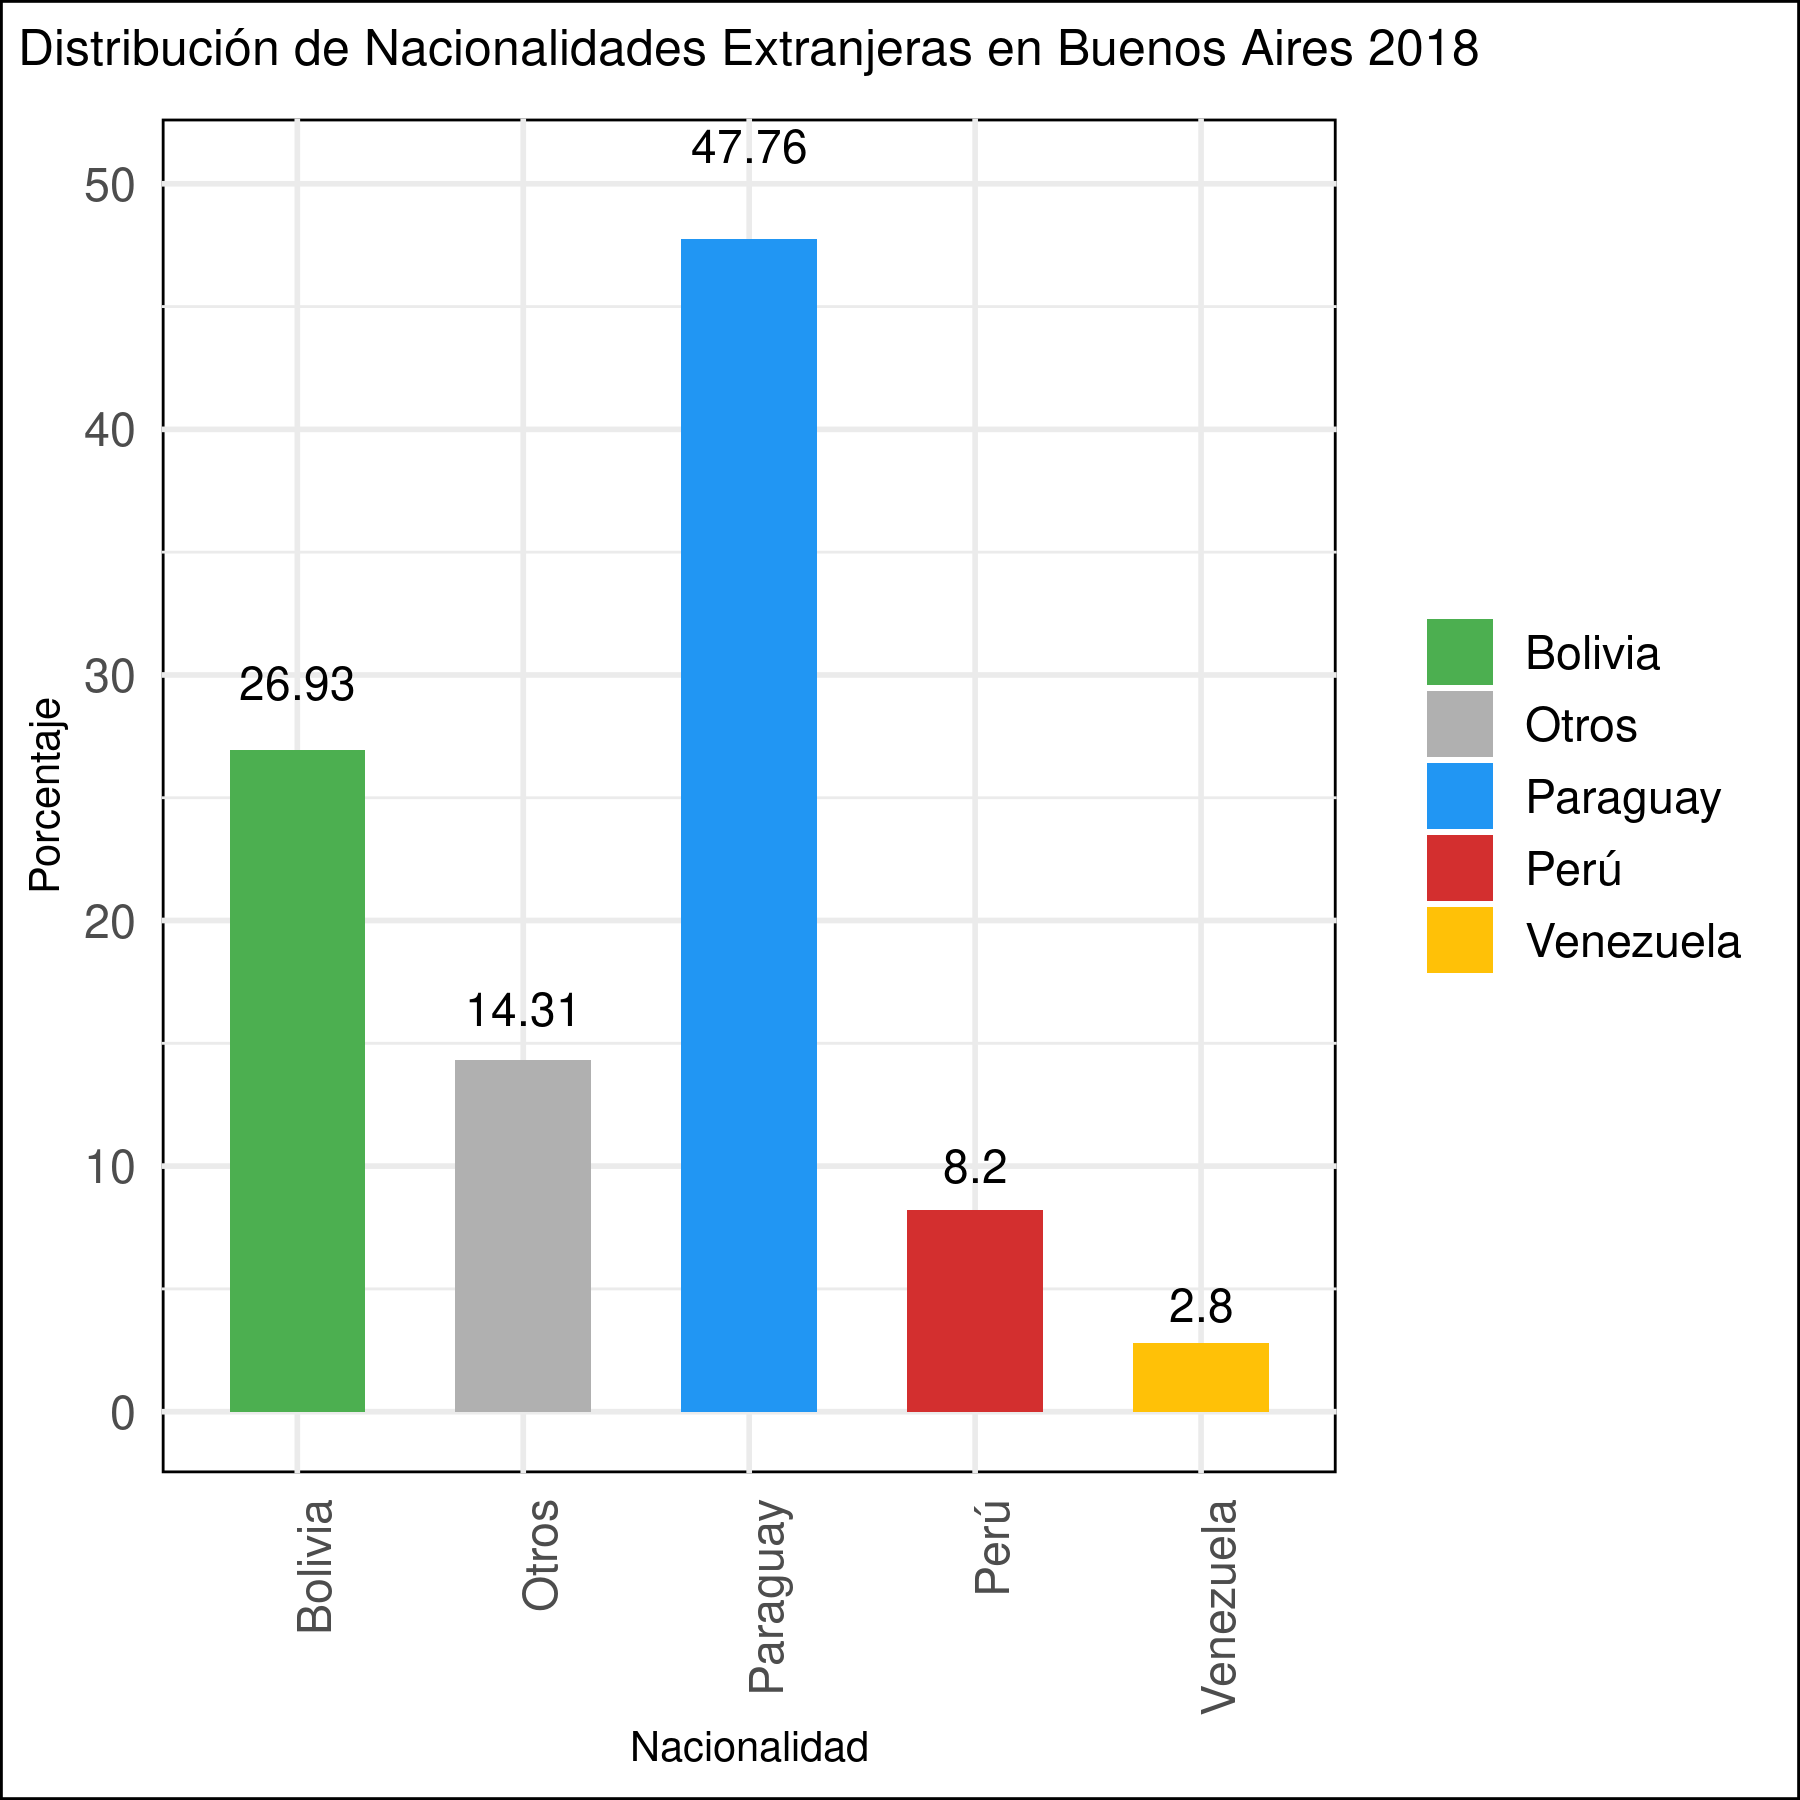 Distribución de Nacionalidades Extranjeras en Buenos Aires 2018
Porcentaje
50
40
30
20
10
0
47.76
26.93
14.31
8.2
2.8
Bolivia
Otros
Paraguay
Perú
Venezuela
Nacionalidad
Bolivia
Otros
Paraguay
Perú
Venezuela